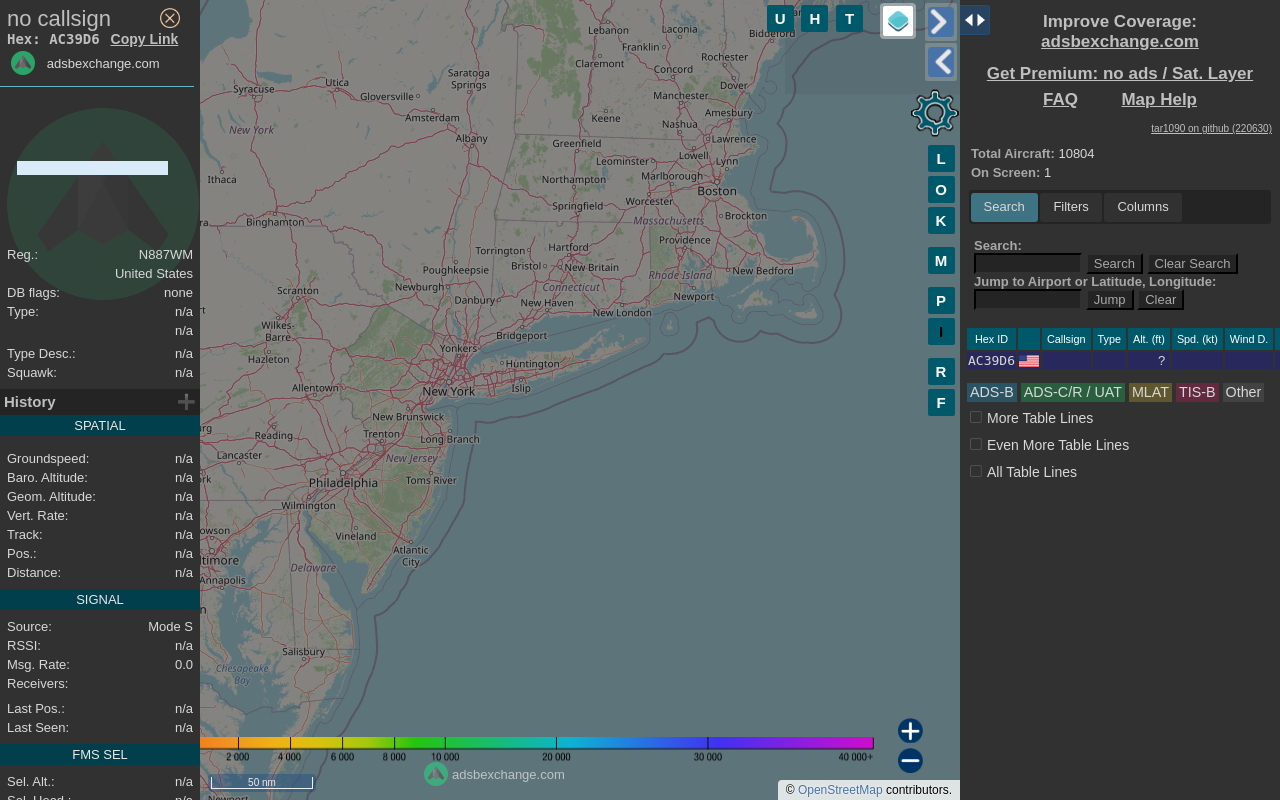 no callsign
Hex: AC39D6 Copy Link
adsbexchange.com
Reg.: N887WM
United States
DB flags: none
Type: n/a
n/a
Type Desc.: n/a
Squawk: n/a
History
SPATIAL
Groundspeed: n/a
Baro. Altitude: n/a
Geom. Altitude: n/a
Vert. Rate: n/a
Track: n/a
Pos.: n/a
Distance: n/a
SIGNAL
Source: Mode S
RSSI: n/a
Msg. Rate: 0.0
Receivers:
Last Pos.: n/a
Last Seen: n/a
FMS SEL
Sel. Alt.: n/a
U H T
L
O
K
M
P
I
R
F
Lebanon
Laconia
Franklin
Biddeford
Claremont
Rochester
Concord
Dover
Utica
Saratoga
Springs
Syracuse
Gloversville
Manchester
Amesbury
Amsterdam
Keene
Nashua
New York
Albany
Greenfield
Lawrence
Leominster
Lowell
Lynn
Ithaca
Northampton
Marlborough
Boston
Springfield
Worcester
Brockton
Binghamton
Massachusetts
Providence
Torrington
Hartford
Poughkeepsie
Bristol
New Britain
Rhode Island
New Bedford
Scranton
Newburgh
Connecticut
Danbury
New Haven
Newport
New London
Wilkes-
Barre
Bridgeport
Hazleton
Yonkers
Huntington
Allentown
New York
Islip
New Brunswick
Reading
Trenton
Long Branch
Lancaster
New Jersey
Philadelphia
Toms River
Wilmington
Vineland
Atlantic
City
Delaware
Annapolis
Salisbury
Chesapeake
Bay
2 000 4 000 6 000 8 000 10 000 20 000 30 000 40 000+
adsbexchange.com
50 nm
© OpenStreetMap contributors.
Improve Coverage:
adsbexchange.com
Get Premium: no ads / Sat. Layer
FAQ Map Help
tar1090 on github (220630)
Total Aircraft: 10804
On Screen: 1
Search Filters Columns
Search:
Search Clear Search
Jump to Airport or Latitude, Longitude:
Jump Clear
Hex ID Callsign Type Alt. (ft) Spd. (kt) Wind D.
AC39D6 ?
ADS-B ADS-C/R / UAT MLAT TIS-B Other
More Table Lines
Even More Table Lines
All Table Lines